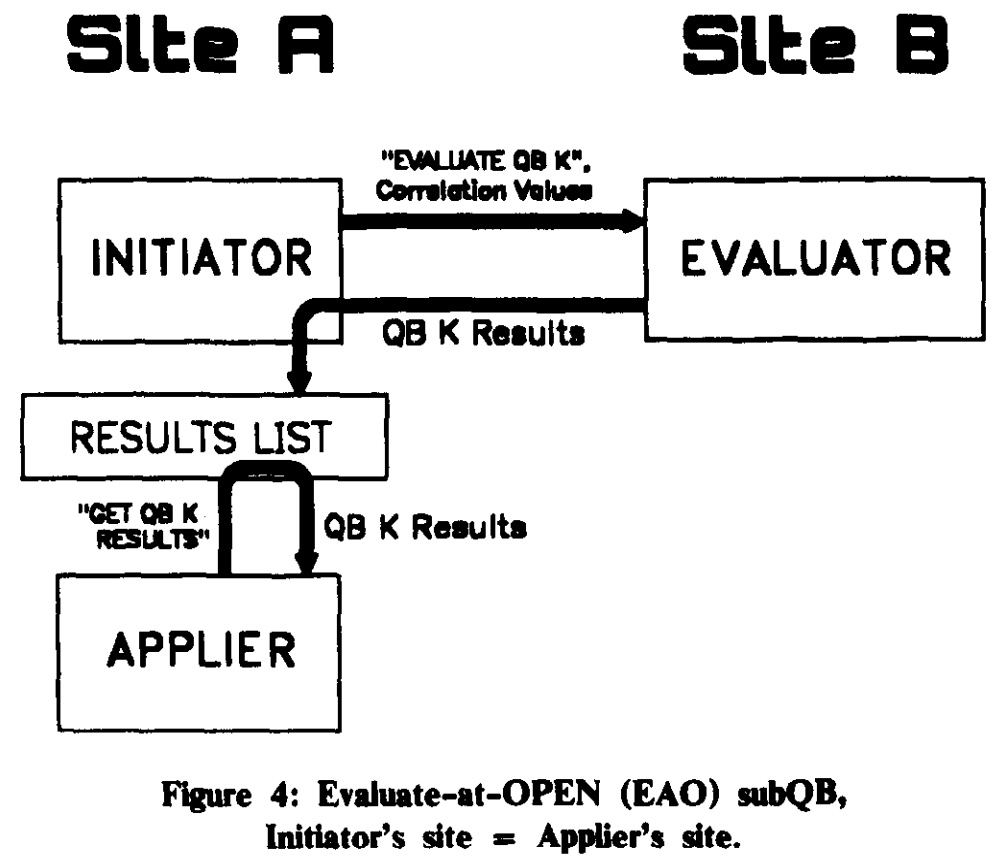 Site A
Site B
"EVALUATE QB K",
Correlation Values
INITIATOR
EVALUATOR
QB K Results
RESULTS LIST
"GET QB K
RESULTS"
QB K Results
APPLIER
Figure 4: Evaluate-at-OPEN (EAO) subQB,
Initiator's site = Applier's site.